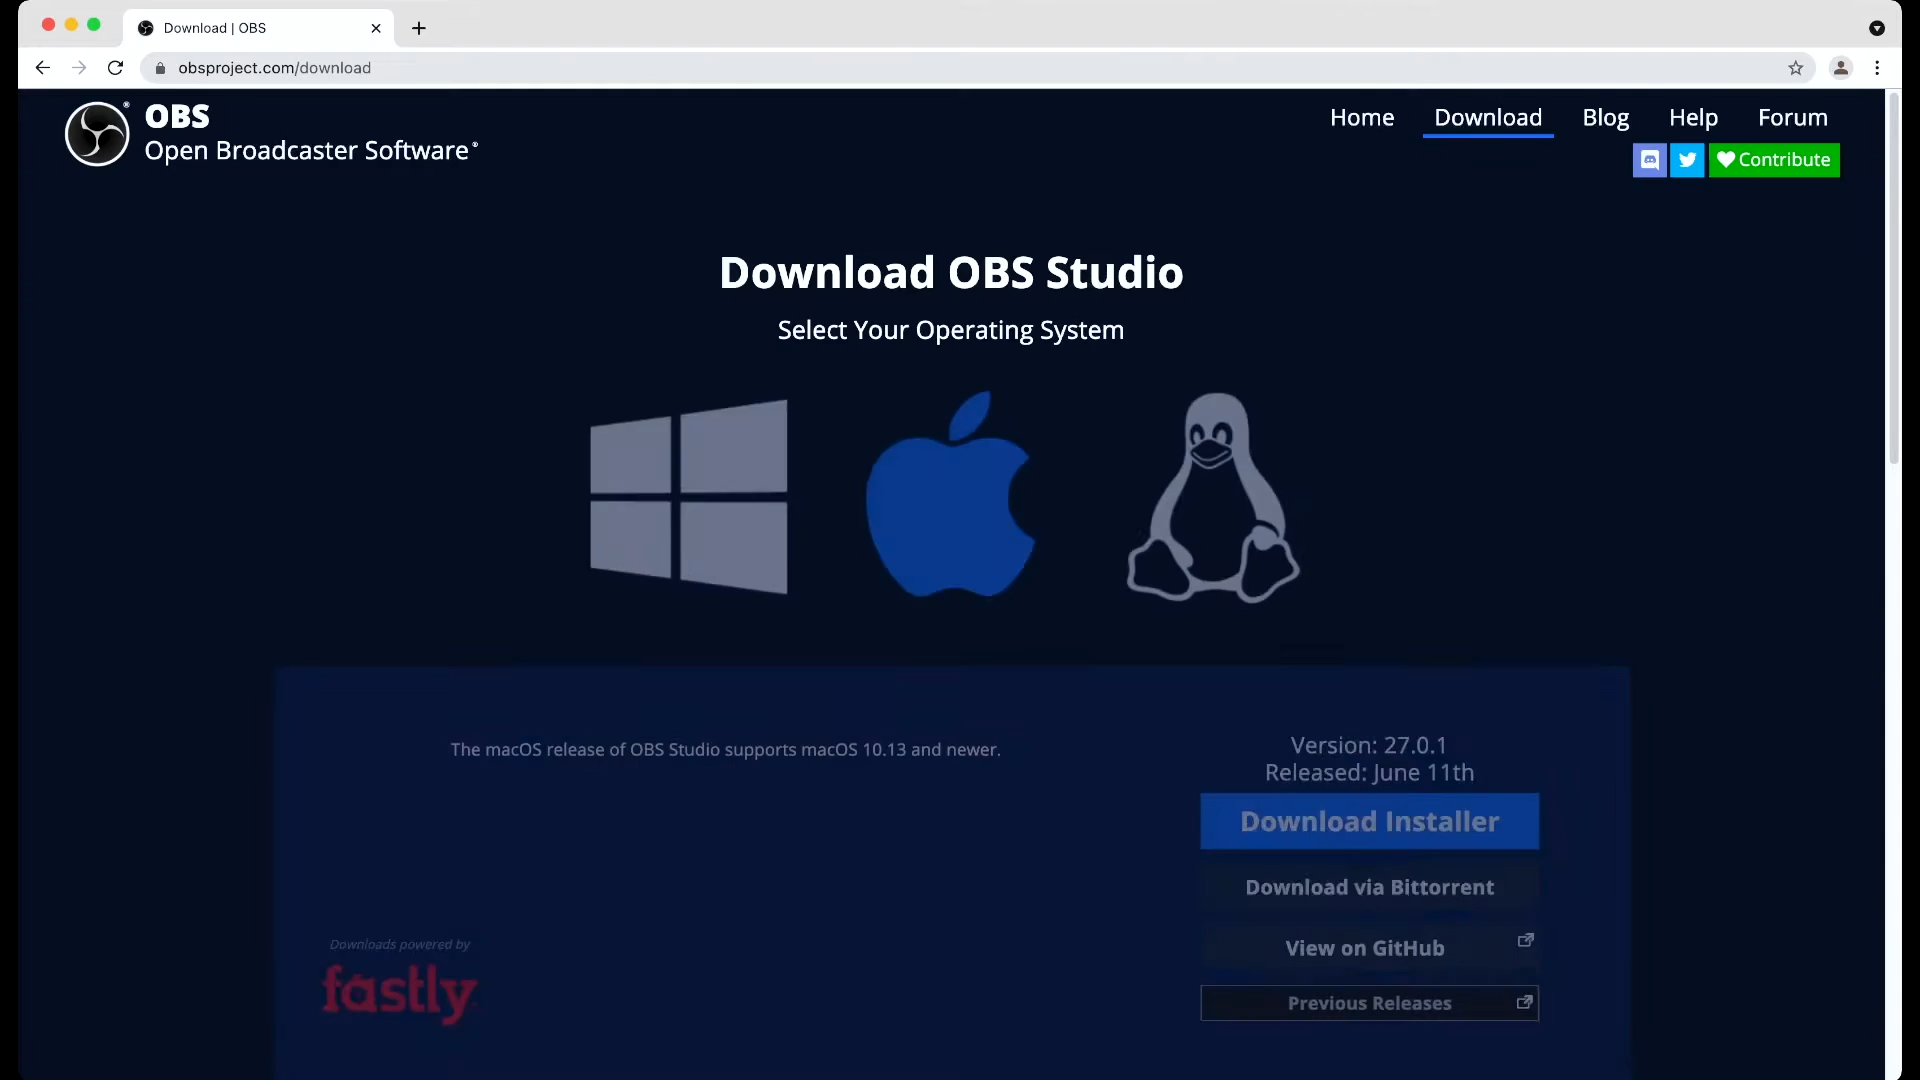 Download | OBS
obsproject.com/download
OBS
Open Broadcaster Software
Home
Download
Blog
Help
Forum
Contribute
Download OBS Studio
Select Your Operating System
The macOS release of OBS Studio supports macOS 10.13 and newer.
Version: 27.0.1
Released: June 11th
Download Installer
Download via Bittorrent
View on GitHub
Previous Releases
Downloads powered by
fastly